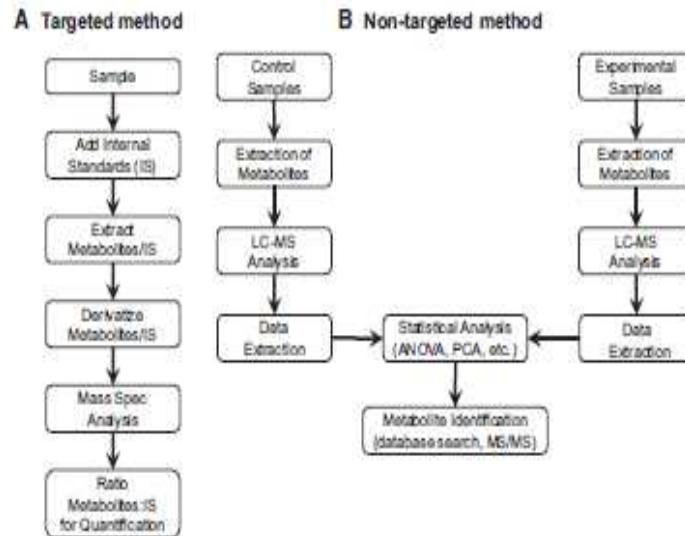 A Targeted method
Sample
Add Internal
Standards (IS)
Extract
Metabolites/IS
Derivatize
Metabolites/IS
Mass Spec
Analysis
Ratio
Metabolites:IS
for Quantification
B Non-targeted method
Control
Samples
Extraction of
Metabolites
LC-MS
Analysis
Data
Extraction
Experimental
Samples
Extraction of
Metabolites
LC-MS
Analysis
Data
Extraction
Statistical Analysis
(ANOVA, PCA, etc.)
Metabolite Identification
(database search, MS/MS)